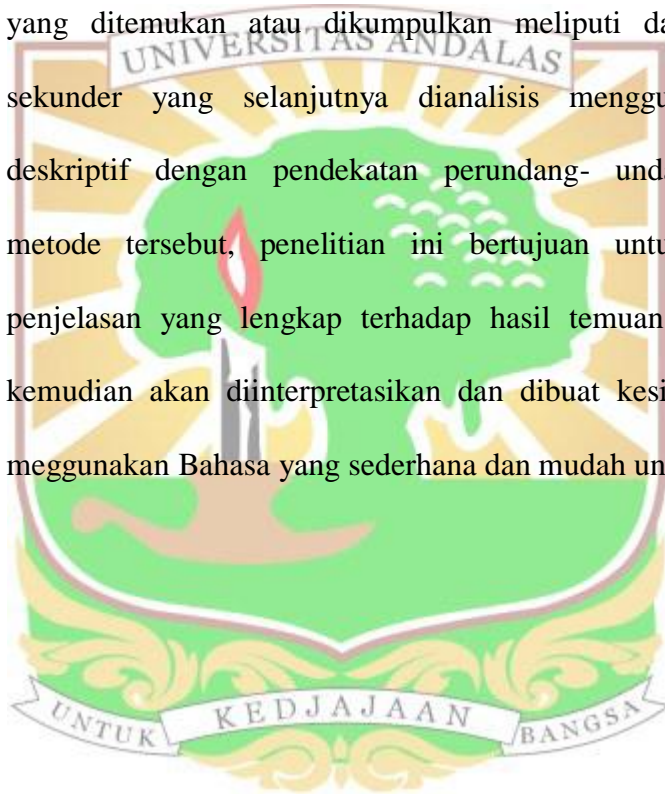 yang ditemukan atau dikumpulkan meliputi da
UNIVERSITAS ANDALAS
sekunder yang selanjutnya dianalisis menggu
deskriptif dengan pendekatan perundang- unda
metode tersebut, penelitian ini bertujuan untu
penjelasan yang lengkap terhadap hasil temuan
kemudian akan diinterpretasikan dan dibuat kesi
meggunakan Bahasa yang sederhana dan mudah un
UNTUK KEDJAJAAN BANGSA